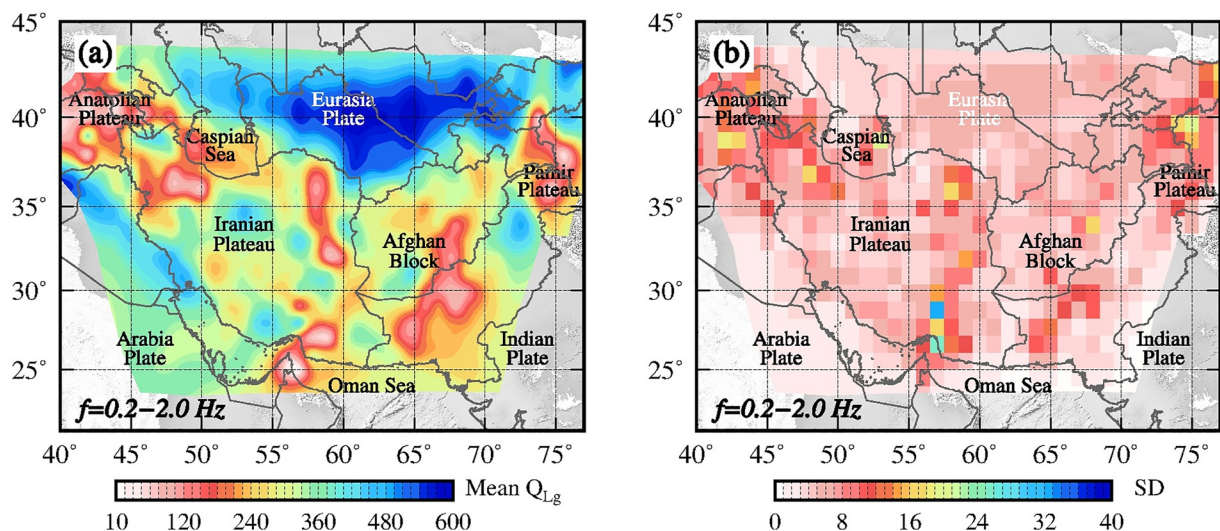 45°
(a)
Anatolian
Plateau
40°
Caspian
Sea
Eurasia
Plate
Pamir
Plateau
35°
Iranian
Plateau
Afghan
Block
30°
Arabia
Plate
Indian
Plate
25°
Oman Sea
f=0.2−2.0 Hz
40° 45° 50° 55° 60° 65° 70° 75°
Mean QLg
10 120 240 360 480 600
45°
(b)
Anatolian
Plateau
40°
Caspian
Sea
Eurasia
Plate
Pamir
Plateau
35°
Iranian
Plateau
Afghan
Block
30°
Arabia
Plate
Indian
Plate
25°
Oman Sea
f=0.2−2.0 Hz
40° 45° 50° 55° 60° 65° 70° 75°
SD
0 8 16 24 32 40